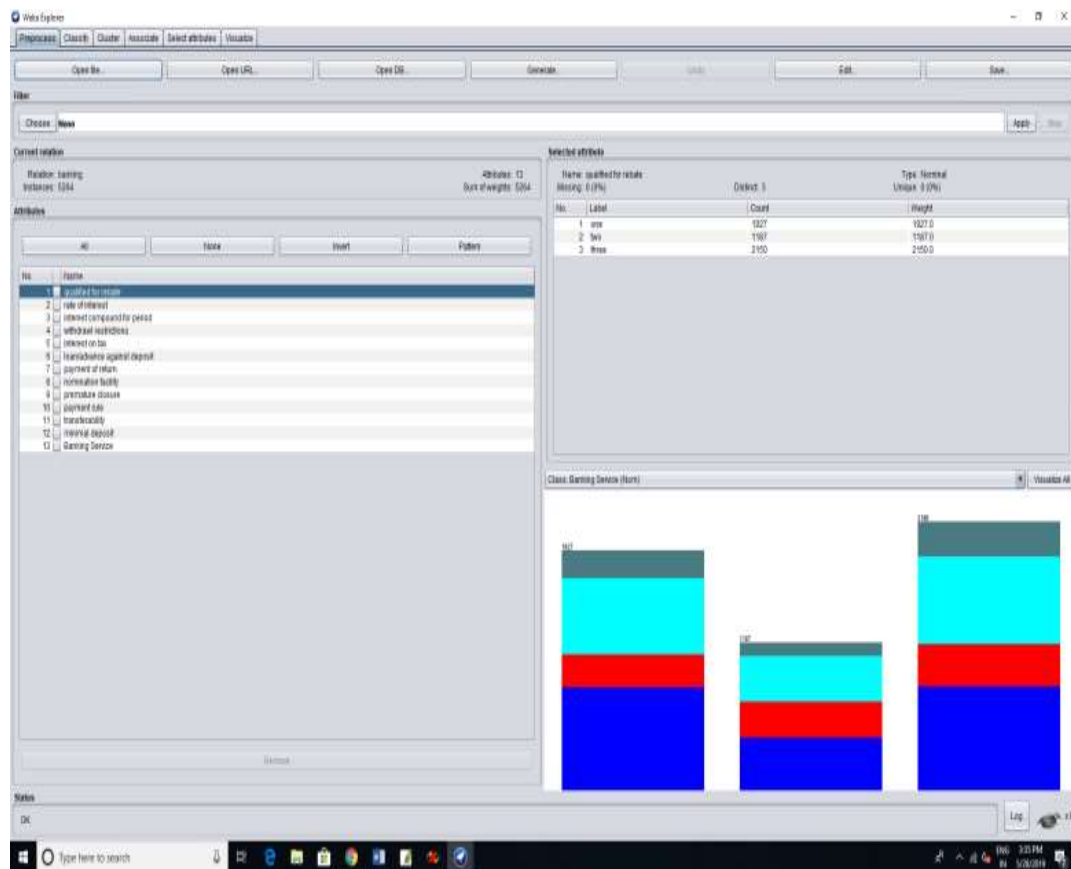 Weka Explorer
Preprocess Classify Cluster Associate Select attributes Visualize
Open file... Open URL... Open DB... Generate... Undo Edit... Save...
Filter
Choose None Apply Stop
Current relation
Relation: banking
Instances: 5264
Attributes: 13
Sum of weights: 5264
Attributes
All None Invert Pattern
No. Name
1 qualified for rebate
2 rate of interest
3 interest compound for period
4 withdrawl restrictions
5 interest on tax
6 loan/advance against deposit
7 payment of return
8 nomination facility
9 premature closure
10 payment rule
11 transferability
12 minimal deposit
13 Banking Service
Remove
Selected attribute
Name: qualified for rebate
Missing: 0 (0%)
Distinct: 3
Type: Nominal
Unique: 0 (0%)
No. Label Count Weight
1 one 1927 1927.0
2 two 1187 1187.0
3 three 2150 2150.0
Class: Banking Service (Nom) Visualize All
1927
1187
2150
Status
OK
Log
Type here to search
ENG
IN
3:35 PM
5/28/2019